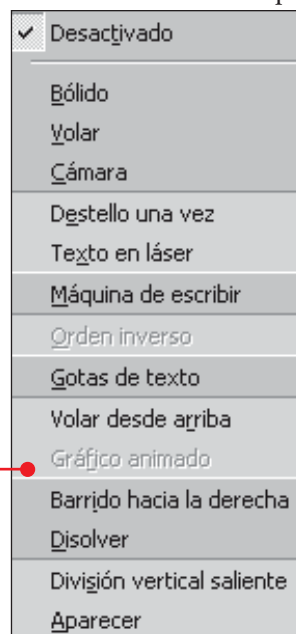 Desactivado
Bólido
Volar
Cámara
Destello una vez
Texto en láser
Máquina de escribir
Orden inverso
Gotas de texto
Volar desde arriba
Gráfico animado
Barrido hacia la derecha
Disolver
División vertical saliente
Aparecer